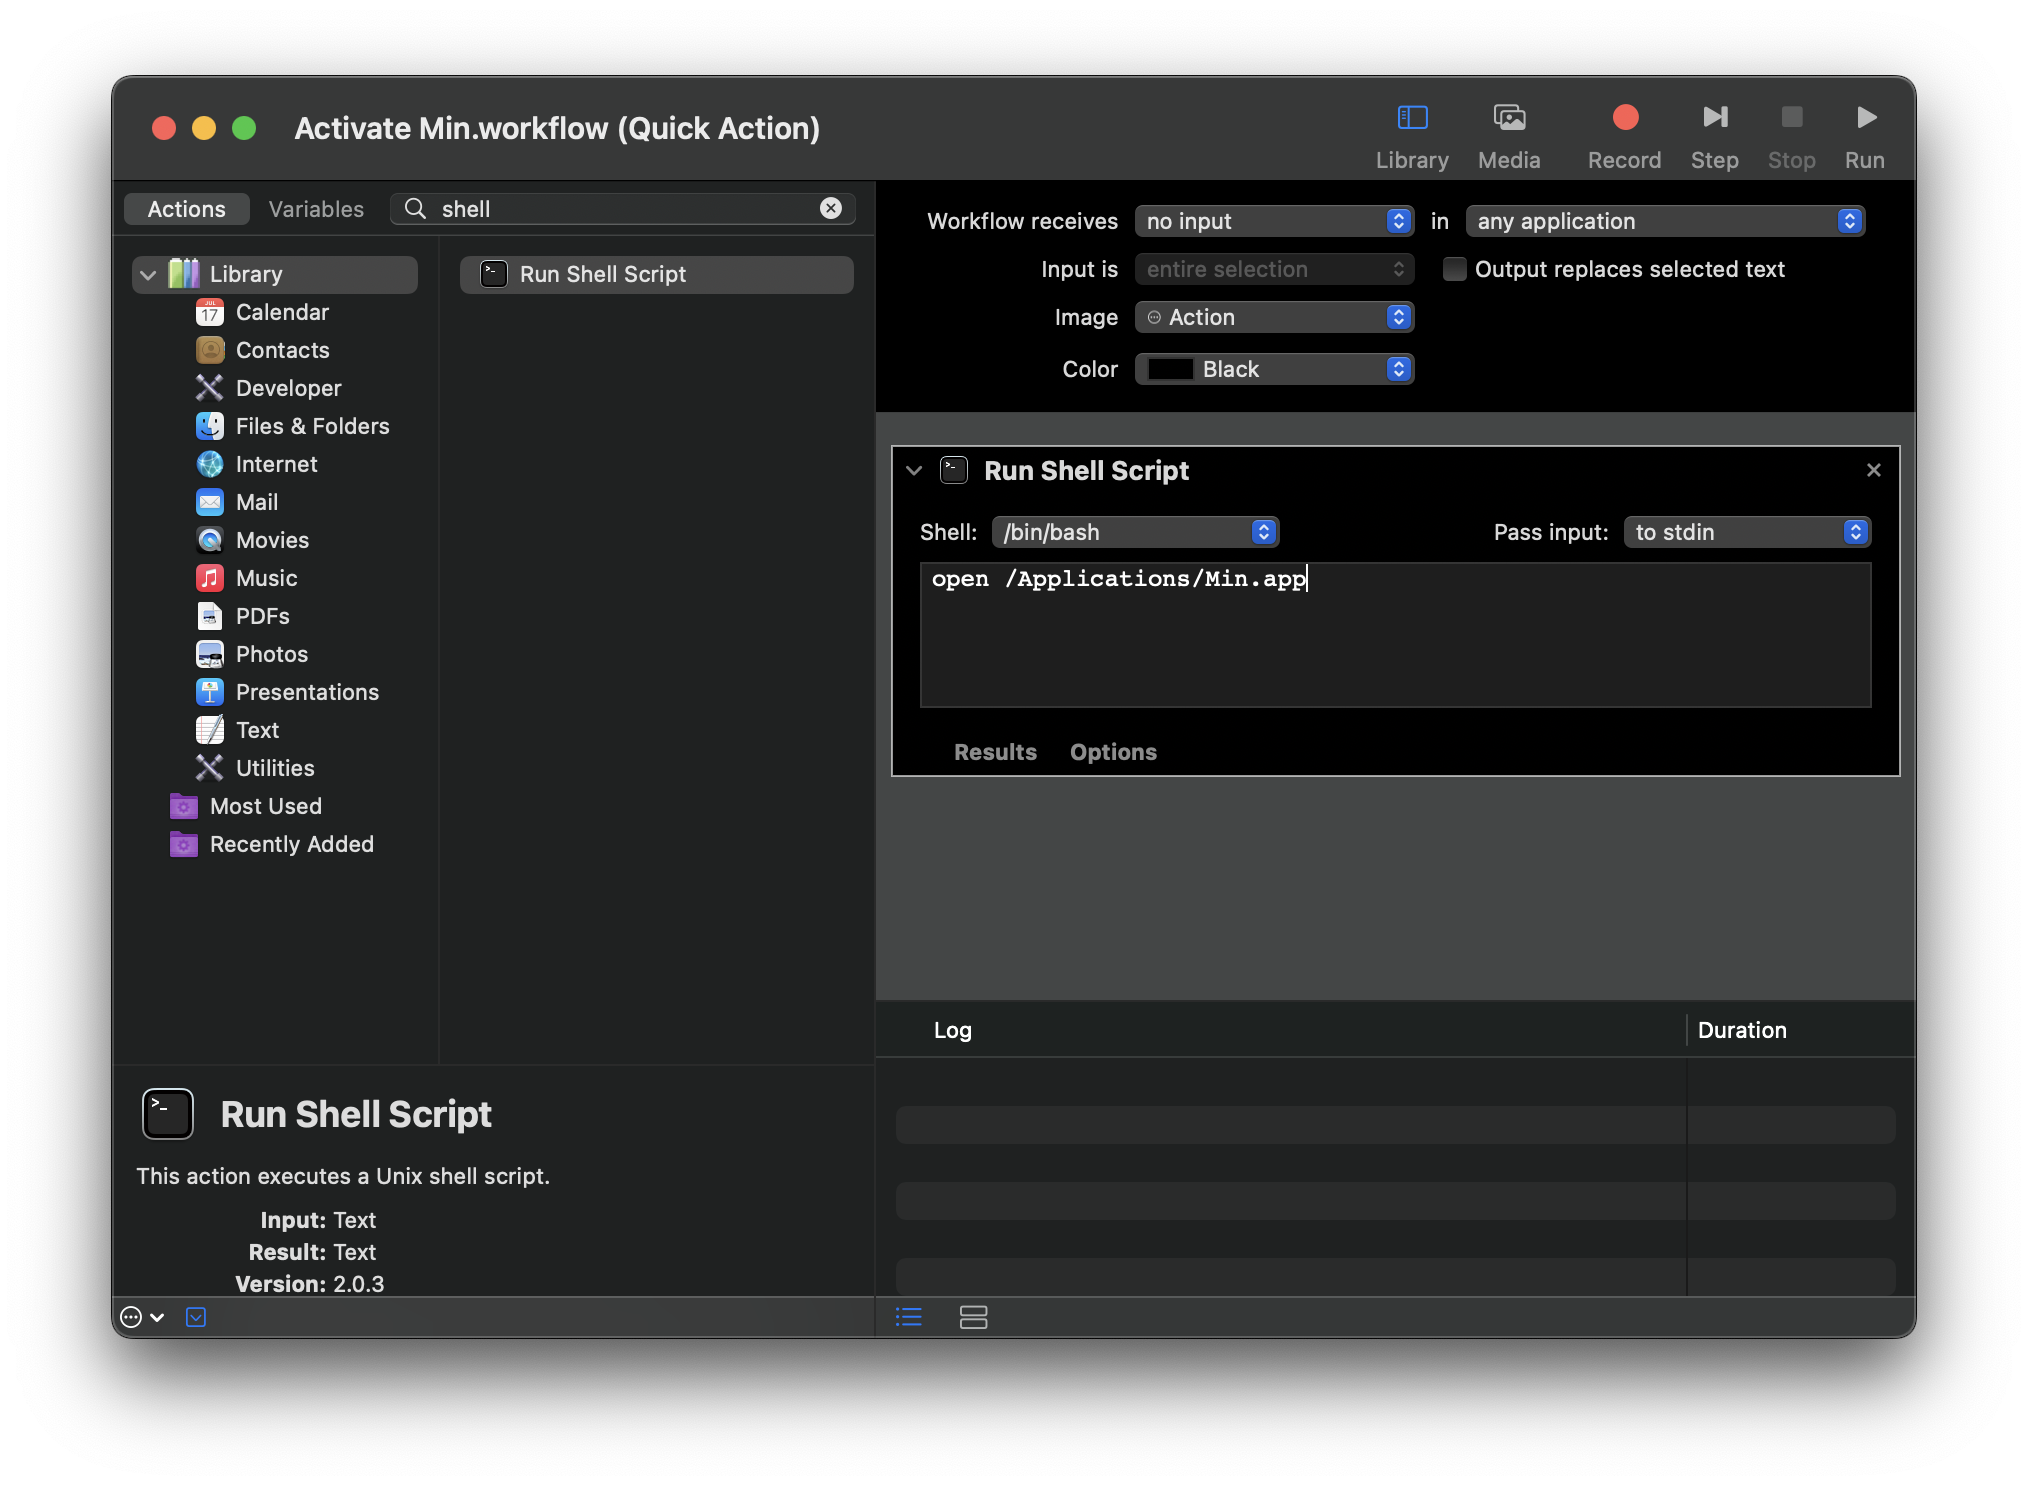 Activate Min.workflow (Quick Action)
Library
Media
Record
Step
Stop
Run
Actions
Variables
shell
Library
Calendar
Contacts
Developer
Files & Folders
Internet
Mail
Movies
Music
PDFs
Photos
Presentations
Text
Utilities
Most Used
Recently Added
Run Shell Script
Workflow receives no input in any application
Input is entire selection Output replaces selected text
Image Action
Color Black
Run Shell Script
Shell: /bin/bash Pass input: to stdin
open /Applications/Min.app
Results Options
Log Duration
Run Shell Script
This action executes a Unix shell script.
Input: Text
Result: Text
Version: 2.0.3